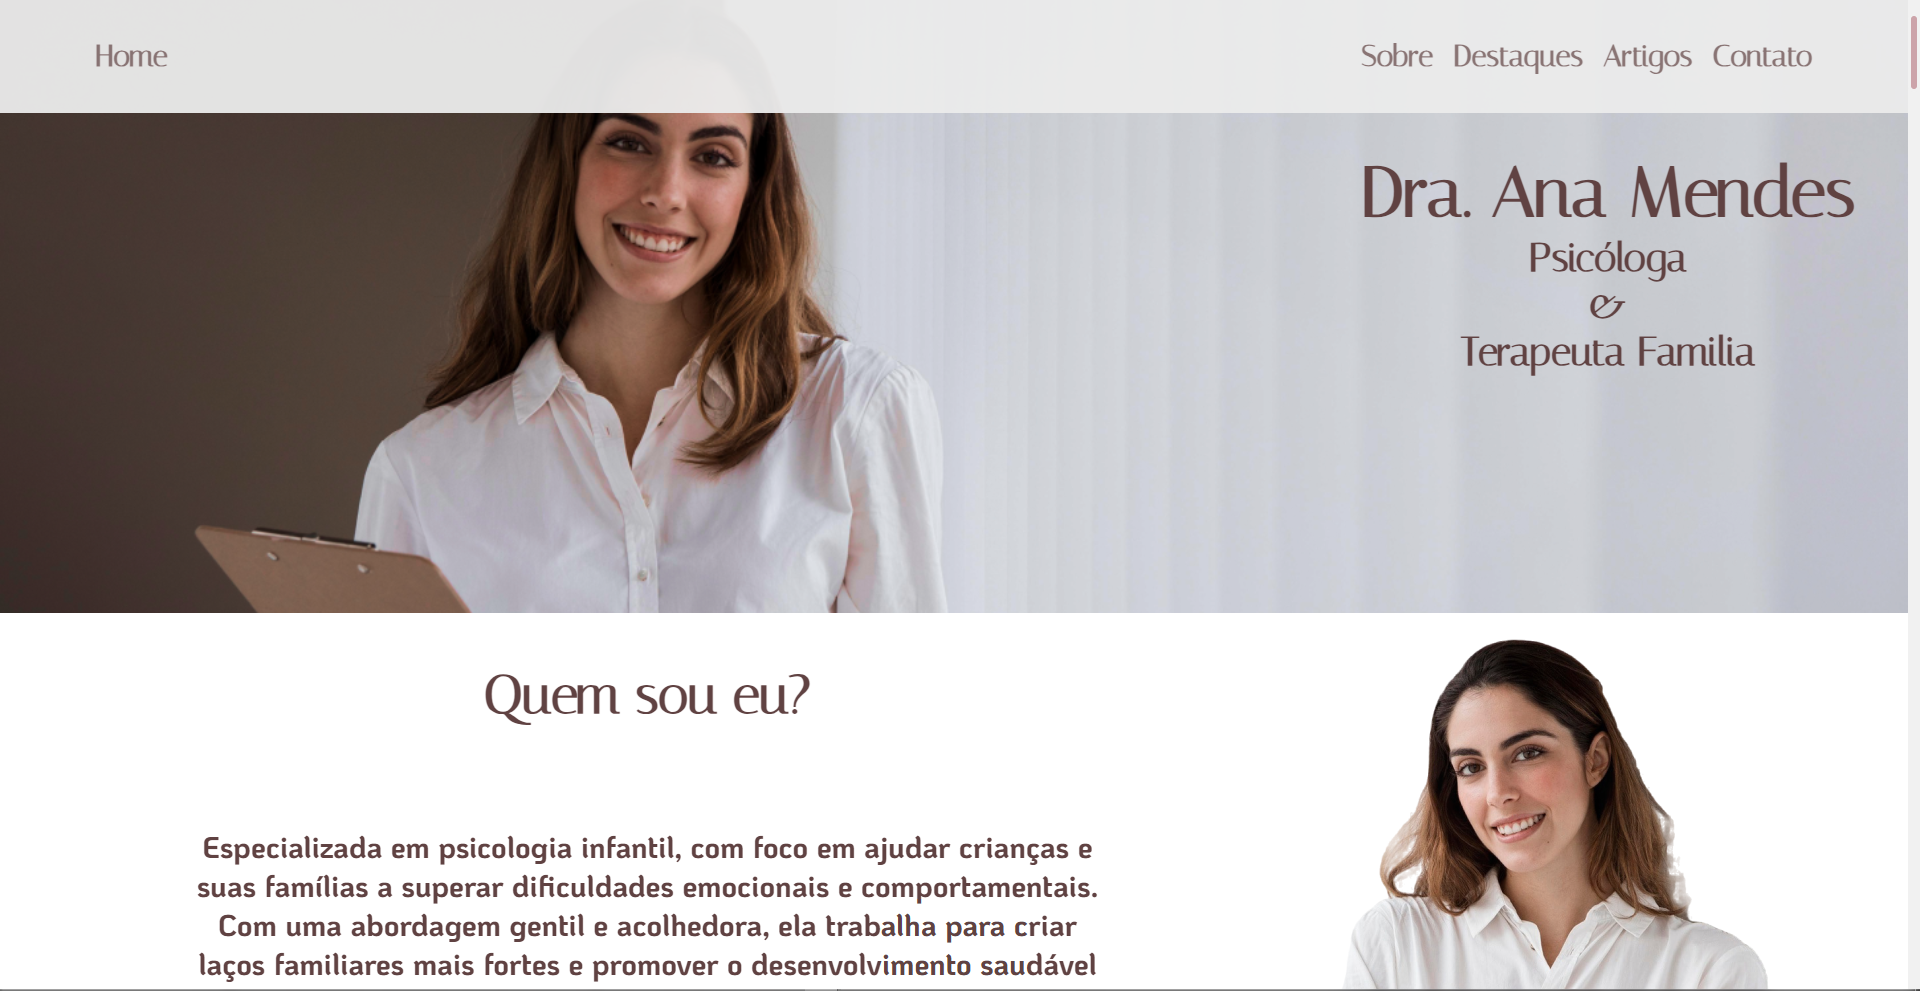 Home
Sobre Destaques Artigos Contato
Dra. Ana Mendes
Psicóloga
&
Terapeuta Familia
Quem sou eu?
Especializada em psicologia infantil, com foco em ajudar crianças e
suas famílias a superar dificuldades emocionais e comportamentais.
Com uma abordagem gentil e acolhedora, ela trabalha para criar
laços familiares mais fortes e promover o desenvolvimento saudável